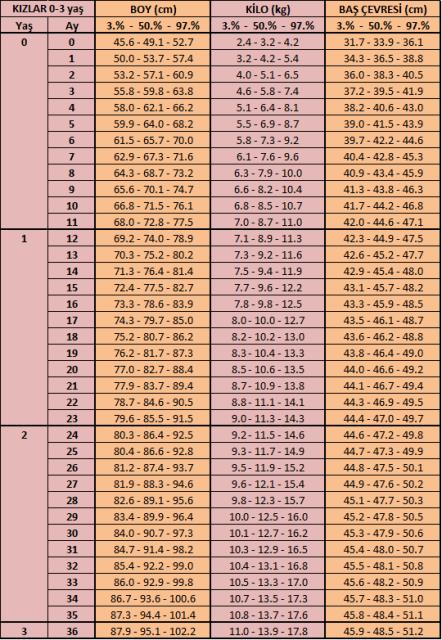 KIZLAR 0-3 yaş BOY (cm) KİLO (kg) BAŞ ÇEVRESİ (cm)
Yaş Ay 3.% - 50.% - 97.% 3.% - 50.% - 97.% 3.% - 50.% - 97.%
0 0 45.6 - 49.1 - 52.7 2.4 - 3.2 - 4.2 31.7 - 33.9 - 36.1
1 50.0 - 53.7 - 57.4 3.2 - 4.2 - 5.4 34.3 - 36.5 - 38.8
2 53.2 - 57.1 - 60.9 4.0 - 5.1 - 6.5 36.0 - 38.3 - 40.5
3 55.8 - 59.8 - 63.8 4.6 - 5.8 - 7.4 37.2 - 39.5 - 41.9
4 58.0 - 62.1 - 66.2 5.1 - 6.4 - 8.1 38.2 - 40.6 - 43.0
5 59.9 - 64.0 - 68.2 5.5 - 6.9 - 8.7 39.0 - 41.5 - 43.9
6 61.5 - 65.7 - 70.0 5.8 - 7.3 - 9.2 39.7 - 42.2 - 44.6
7 62.9 - 67.3 - 71.6 6.1 - 7.6 - 9.6 40.4 - 42.8 - 45.3
8 64.3 - 68.7 - 73.2 6.3 - 7.9 - 10.0 40.9 - 43.4 - 45.9
9 65.6 - 70.1 - 74.7 6.6 - 8.2 - 10.4 41.3 - 43.8 - 46.3
10 66.8 - 71.5 - 76.1 6.8 - 8.5 - 10.7 41.7 - 44.2 - 46.8
11 68.0 - 72.8 - 77.5 7.0 - 8.7 - 11.0 42.0 - 44.6 - 47.1
1 12 69.2 - 74.0 - 78.9 7.1 - 8.9 - 11.3 42.3 - 44.9 - 47.5
13 70.3 - 75.2 - 80.2 7.3 - 9.2 - 11.6 42.6 - 45.2 - 47.7
14 71.3 - 76.4 - 81.4 7.5 - 9.4 - 11.9 42.9 - 45.4 - 48.0
15 72.4 - 77.5 - 82.7 7.7 - 9.6 - 12.2 43.1 - 45.7 - 48.2
16 73.3 - 78.6 - 83.9 7.8 - 9.8 - 12.5 43.3 - 45.9 - 48.5
17 74.3 - 79.7 - 85.0 8.0 - 10.0 - 12.7 43.5 - 46.1 - 48.7
18 75.2 - 80.7 - 86.2 8.2 - 10.2 - 13.0 43.6 - 46.2 - 48.8
19 76.2 - 81.7 - 87.3 8.3 - 10.4 - 13.3 43.8 - 46.4 - 49.0
20 77.0 - 82.7 - 88.4 8.5 - 10.6 - 13.5 44.0 - 46.6 - 49.2
21 77.9 - 83.7 - 89.4 8.7 - 10.9 - 13.8 44.1 - 46.7 - 49.4
22 78.7 - 84.6 - 90.5 8.8 - 11.1 - 14.1 44.3 - 46.9 - 49.5
23 79.6 - 85.5 - 91.5 9.0 - 11.3 - 14.3 44.4 - 47.0 - 49.7
2 24 80.3 - 86.4 - 92.5 9.2 - 11.5 - 14.6 44.6 - 47.2 - 49.8
25 80.4 - 86.6 - 92.8 9.3 - 11.7 - 14.9 44.7 - 47.3 - 49.9
26 81.2 - 87.4 - 93.7 9.5 - 11.9 - 15.2 44.8 - 47.5 - 50.1
27 81.9 - 88.3 - 94.6 9.6 - 12.1 - 15.4 44.9 - 47.6 - 50.2
28 82.6 - 89.1 - 95.6 9.8 - 12.3 - 15.7 45.1 - 47.7 - 50.3
29 83.4 - 89.9 - 96.4 10.0 - 12.5 - 16.0 45.2 - 47.8 - 50.5
30 84.0 - 90.7 - 97.3 10.1 - 12.7 - 16.2 45.3 - 47.9 - 50.6
31 84.7 - 91.4 - 98.2 10.3 - 12.9 - 16.5 45.4 - 48.0 - 50.7
32 85.4 - 92.2 - 99.0 10.4 - 13.1 - 16.8 45.5 - 48.1 - 50.8
33 86.0 - 92.9 - 99.8 10.5 - 13.3 - 17.0 45.6 - 48.2 - 50.9
34 86.7 - 93.6 - 100.6 10.7 - 13.5 - 17.3 45.7 - 48.3 - 51.0
35 87.3 - 94.4 - 101.4 10.8 - 13.7 - 17.6 45.8 - 48.4 - 51.1
3 36 87.9 - 95.1 - 102.2 11.0 - 13.9 - 17.8 45.9 - 48.5 - 51.2